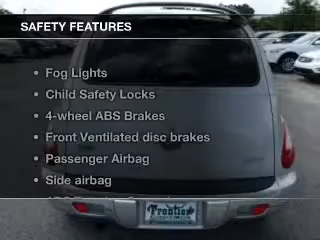 SAFETY FEATURES
• Fog Lights
• Child Safety Locks
• 4-wheel ABS Brakes
• Front Ventilated disc brakes
• Passenger Airbag
• Side airbag
Frontier